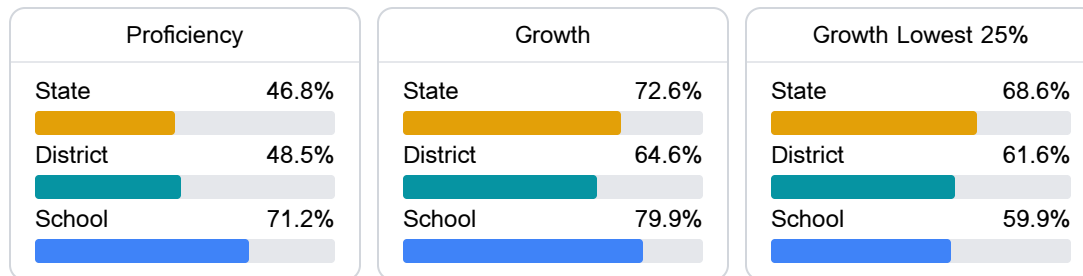 Proficiency
State 46.8%
District 48.5%
School 71.2%
Growth
State 72.6%
District 64.6%
School 79.9%
Growth Lowest 25%
State 68.6%
District 61.6%
School 59.9%